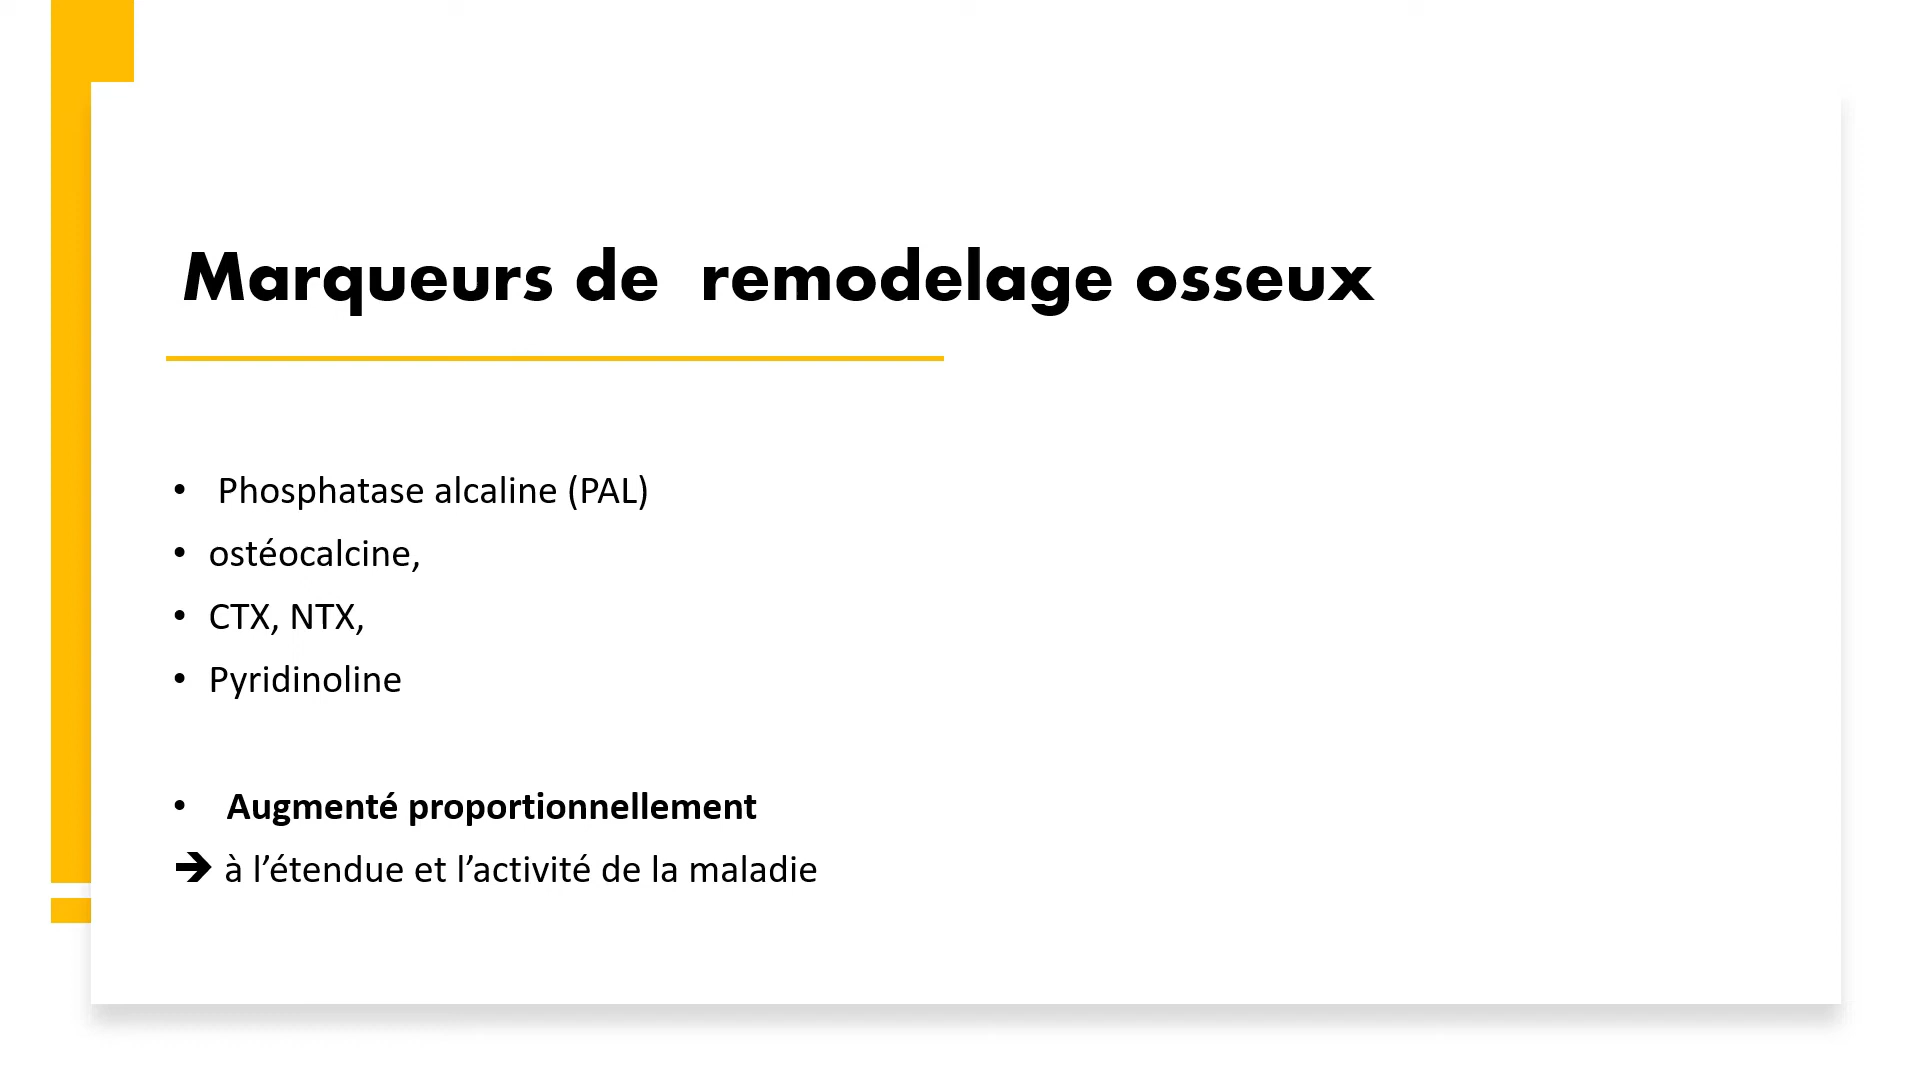 Marqueurs de  remodelage osseux
• Phosphatase alcaline (PAL)
• ostéocalcine,
• CTX, NTX,
• Pyridinoline
• Augmenté proportionnellement
➔ à l’étendue et l’activité de la maladie